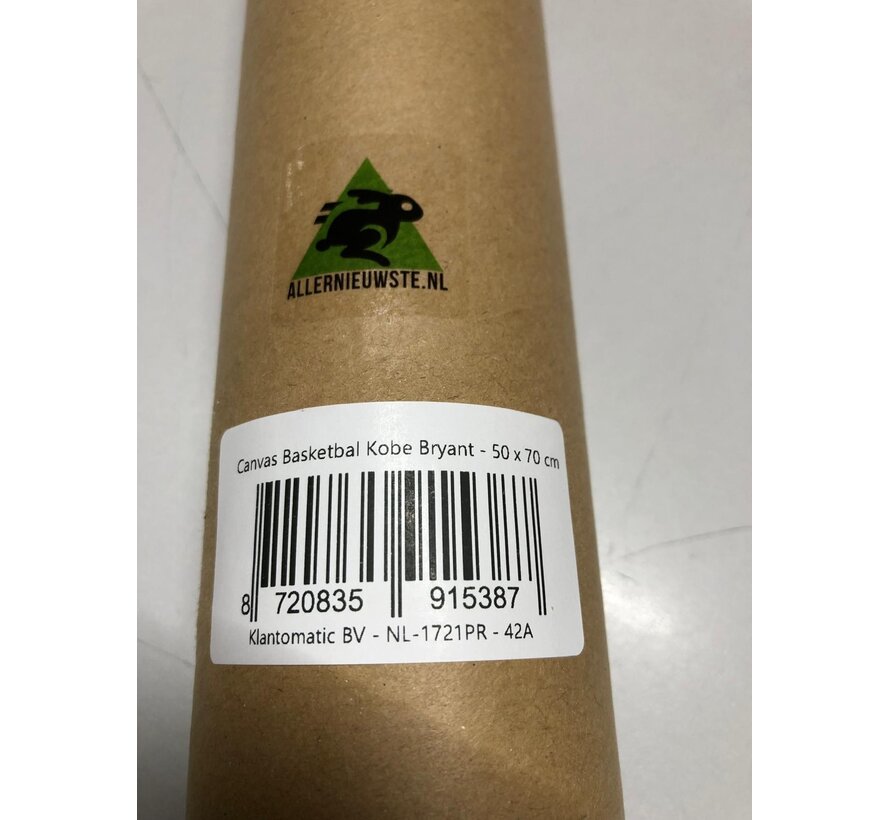 ALLERNIEUWSTE.NL
Canvas Basketbal Kobe Bryant - 50 x 70 cm
8 720835 915387
Klantomatic BV - NL-1721PR - 42A